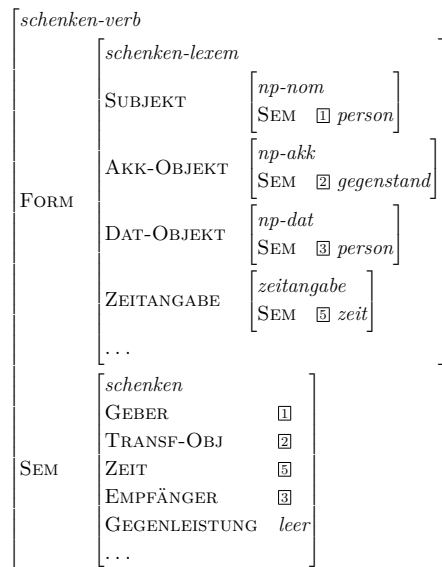 schenken-verb
schenken-lexem
SUBJEKT
np-nom
SEM 1 person
AKK-OBJEKT
np-akk
SEM 2 gegenstand
FORM
DAT-OBJEKT
np-dat
SEM 3 person
ZEITANGABE
zeitangabe
SEM 5 zeit
...
SEM
schenken
GEBER 1
TRANSF-OBJ 2
ZEIT 5
EMPFÄNGER 3
GEGENLEISTUNG leer
...